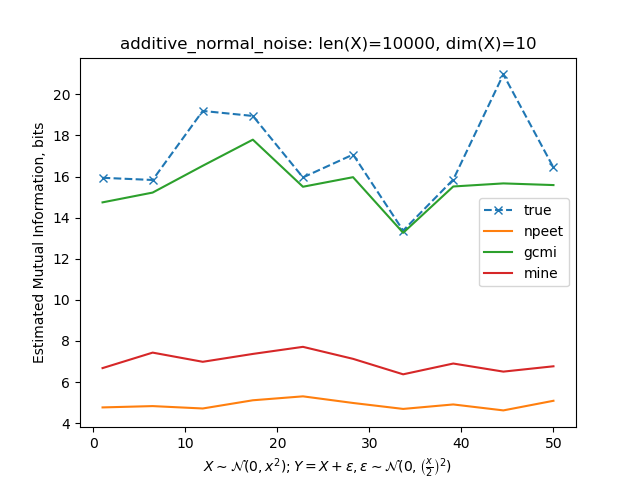 additive_normal_noise: len(X)=10000, dim(X)=10
Estimated Mutual Information, bits
20
18
16
14
12
10
8
6
4
true
npeet
gcmi
mine
0 10 20 30 40 50
X ∼ 𝒩(0, x²); Y = X + ε, ε ∼ 𝒩(0, (x/2)²)